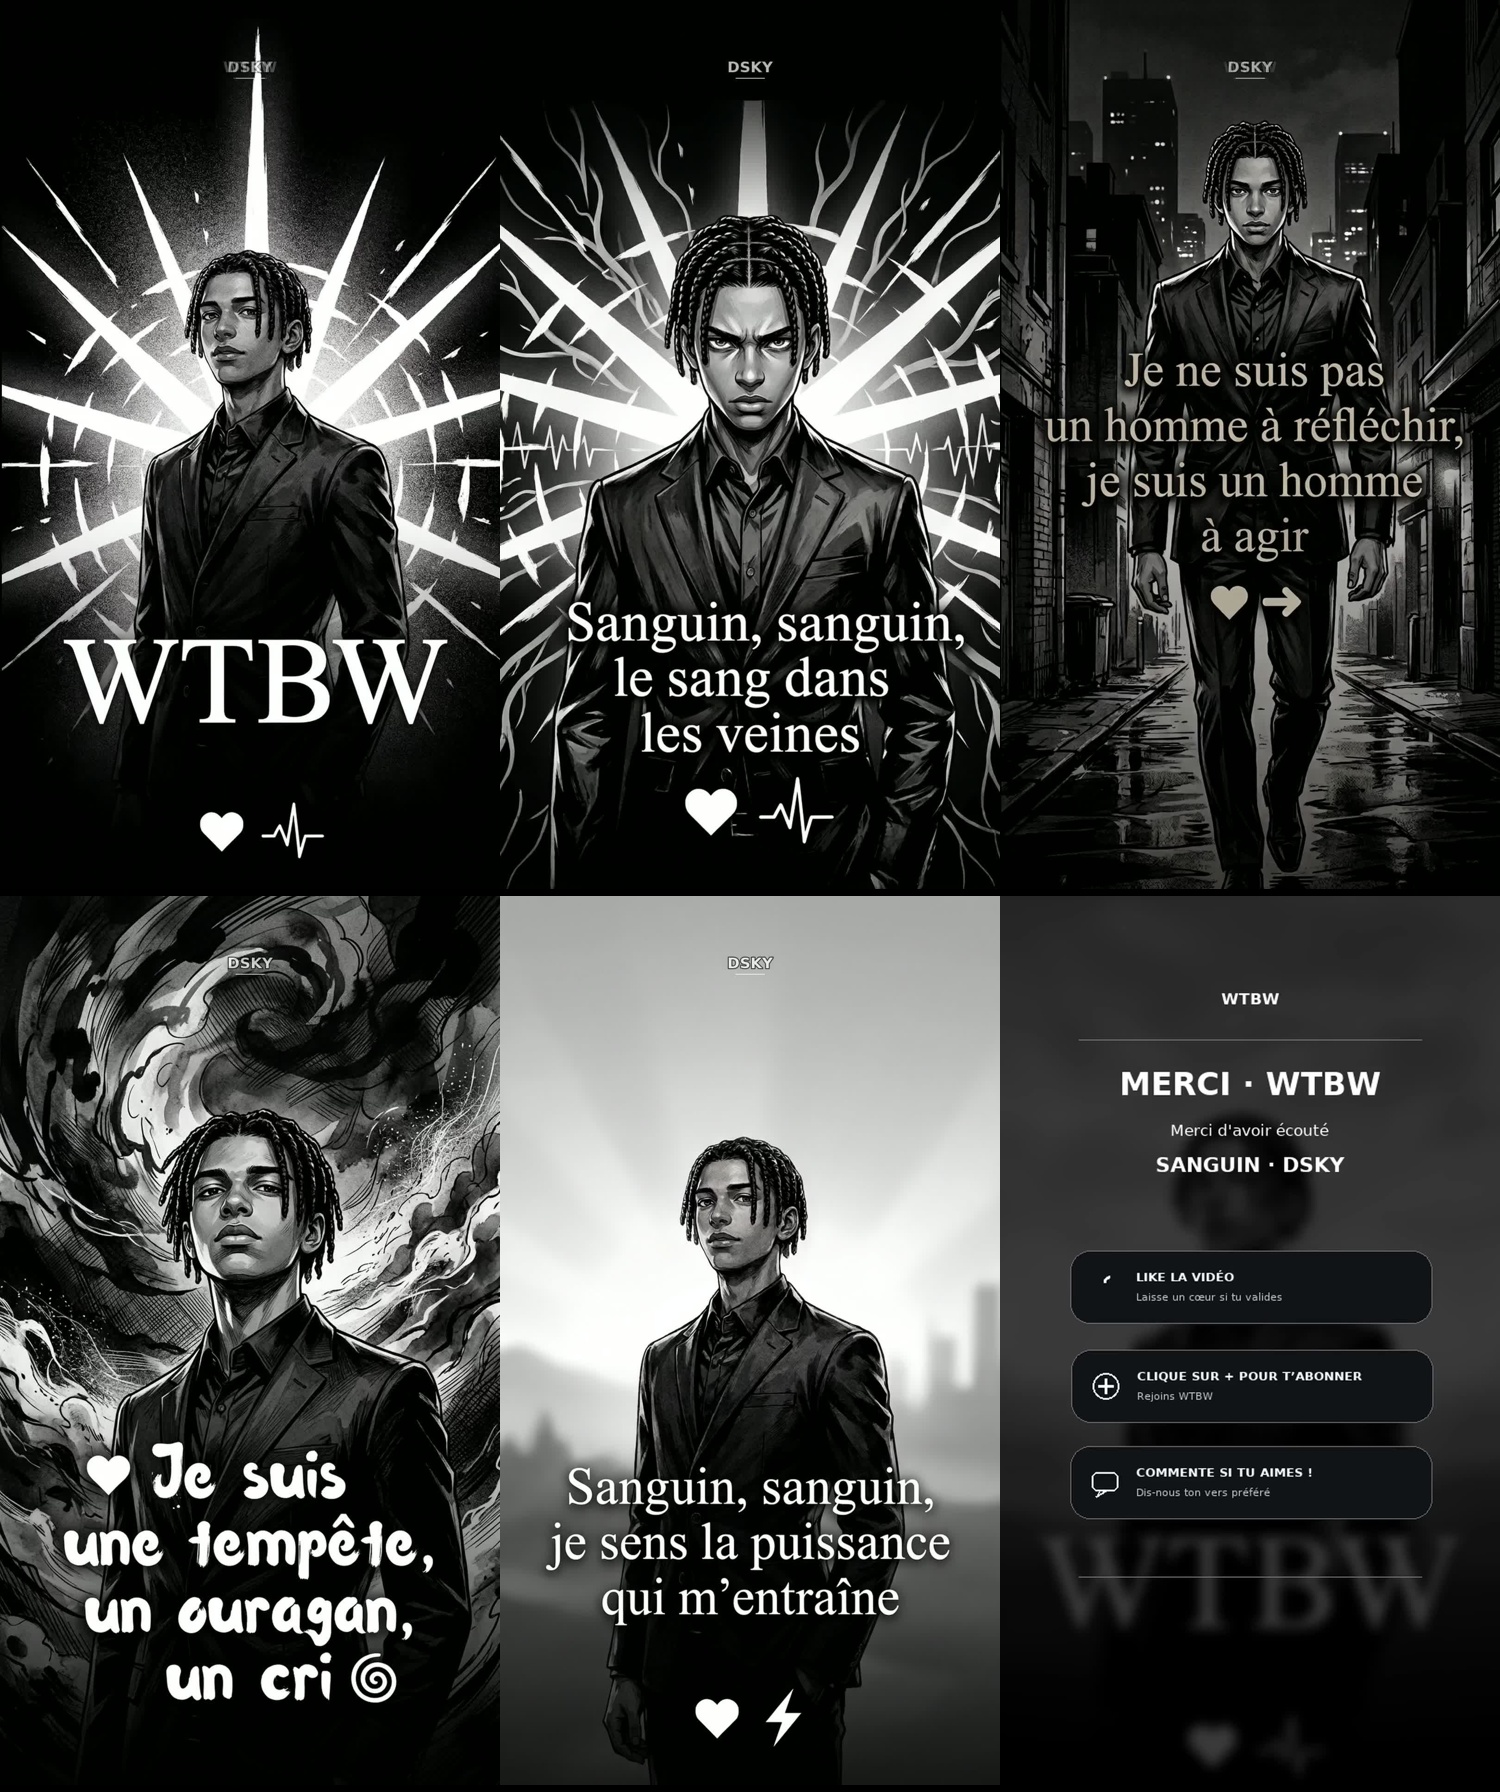 DSKY
WTBW
DSKY
Sanguin, sanguin,
le sang dans
les veines
DSKY
Je ne suis pas
un homme à réfléchir,
je suis un homme
à agir
DSKY
Je suis
une tempête,
un ouragan,
un cri
DSKY
Sanguin, sanguin,
je sens la puissance
qui m’entraîne
WTBW
MERCI · WTBW
Merci d'avoir écouté
SANGUIN · DSKY
LIKE LA VIDÉO
Laisse un cœur si tu valides
CLIQUE SUR + POUR T’ABONNER
Rejoins WTBW
COMMENTE SI TU AIMES !
Dis-nous ton vers préféré
WTBW